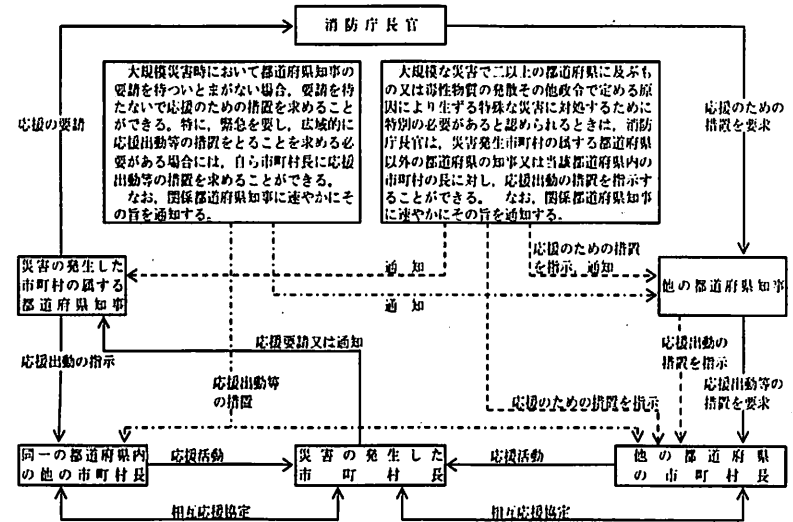 消防庁長官
大規模災害時において都道府県知事の
要請を待ついとまがない場合，要請を待
たないで応援のための措置を求めること
ができる。特に，緊急を要し，広域的に
応援出動等の措置をとることを求める必
要がある場合には，自ら市町村長に応援
出動等の措置を求めることができる。
なお，関係都道府県知事に速やかにそ
の旨を通知する。
大規模な災害で二以上の都道府県に及ぶも
の又は毒性物質の発散その他政令で定める原
因により生ずる特殊な災害に対処するために
特別の必要があると認められるときは，消防
庁長官は，災害発生市町村の属する都道府県
以外の都道府県の知事又は当該都道府県内の
市町村の長に対し，応援出動の措置を指示す
ることができる。 なお，関係都道府県知事
に速やかにその旨を通知する。
応援の要請
応援のための
措置を要求
災害の発生した
市町村の属する
都道府県知事
通 知
応援のための措置
を指示，通知
他の都道府県知事
通 知
応援要請又は通知
応援出動の指示
応援出動等
の措置
応援出動の
措置を指示
応援のための措置を指示
応援出動等の
措置を要求
同一の都道府県内
の他の市町村長
応援活動
災害の発生した
市町村長
応援活動
他の都道府県
の市町村長
相互応援協定
相互応援協定